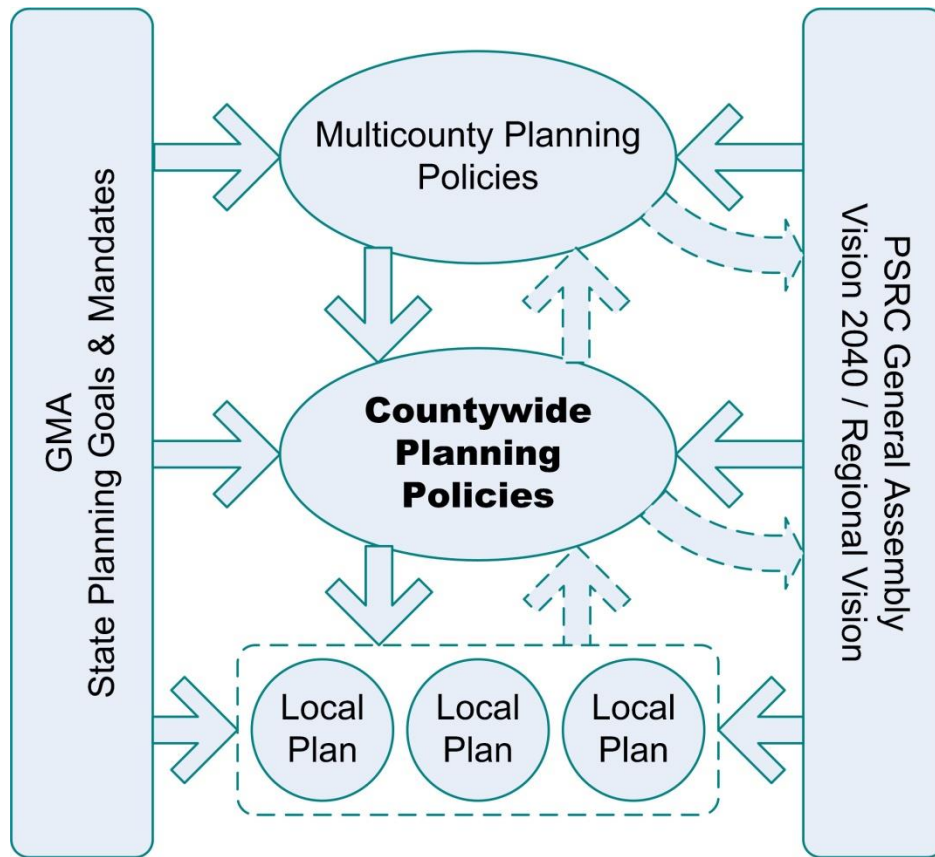 GMA
State Planning Goals & Mandates
Multicounty Planning
Policies
Countywide
Planning
Policies
Local
Plan
Local
Plan
Local
Plan
PSRC General Assembly
Vision 2040 / Regional Vision